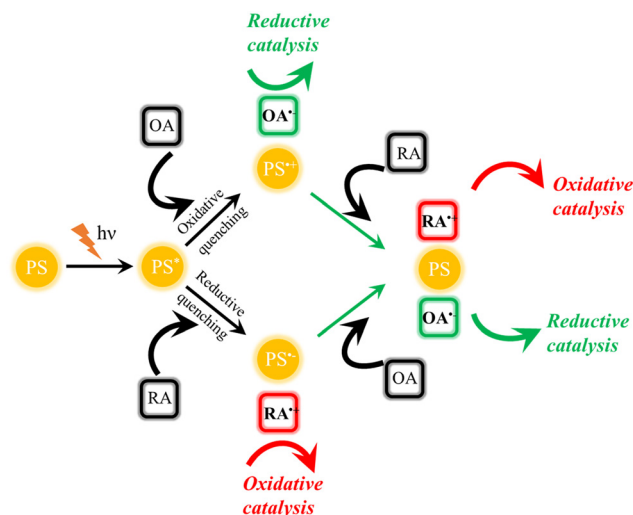 Reductive
catalysis
OA
OA•-
PS•+
RA
Oxidative
quenching
hν
RA•+
Oxidative
catalysis
PS
PS*
PS
Reductive
quenching
OA•-
Reductive
catalysis
PS•-
RA
OA
RA•+
Oxidative
catalysis